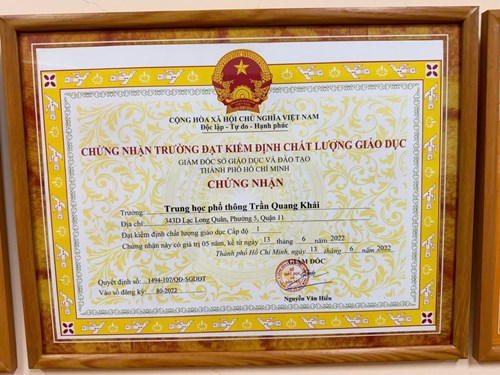 CỘNG HÒA XÃ HỘI CHỦ NGHĨA VIỆT NAM
Độc lập - Tự do - Hạnh phúc
CHỨNG NHẬN TRƯỜNG ĐẠT KIỂM ĐỊNH CHẤT LƯỢNG GIÁO DỤC
GIÁM ĐỐC SỞ GIÁO DỤC VÀ ĐÀO TẠO
THÀNH PHỐ HỒ CHÍ MINH
CHỨNG NHẬN
Trường: Trung học phổ thông Trần Quang Khải
Địa chỉ: 343D Lạc Long Quân, Phường 5, Quận 11
Đạt kiểm định chất lượng giáo dục Cấp độ 1
Chứng nhận này có giá trị 05 năm, kể từ ngày 13 tháng 6 năm 2022
Thành phố Hồ Chí Minh, ngày 13 tháng 6 năm 2022
GIÁM ĐỐC
Quyết định số: 1494-107/QĐ-SGDĐT
Vào sổ đăng ký: 80-2022
Nguyễn Văn Hiếu